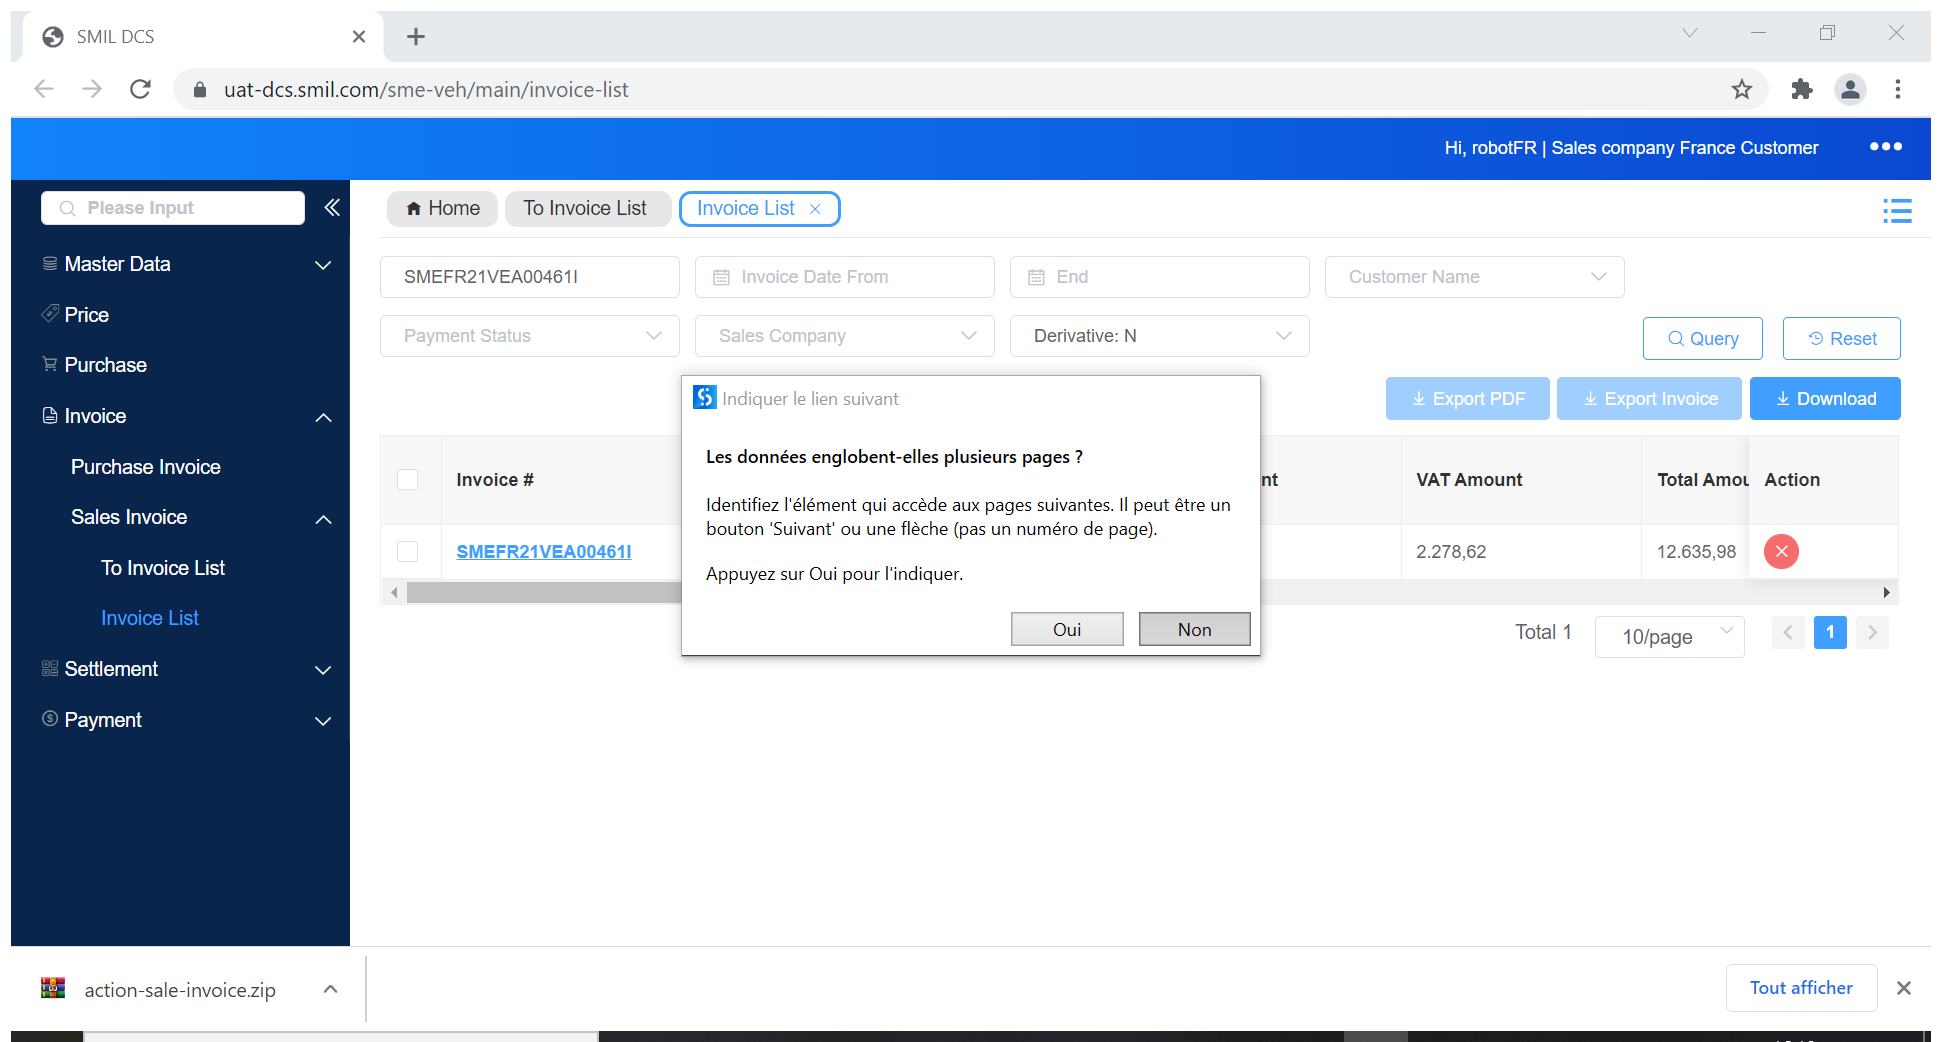 SMIL DCS
uat-dcs.smil.com/sme-veh/main/invoice-list
Hi, robotFR | Sales company France Customer
Please Input
Home To Invoice List Invoice List
Master Data
Price
Purchase
Invoice
Purchase Invoice
Sales Invoice
To Invoice List
Invoice List
Settlement
Payment
SMEFR21VEA00461I Invoice Date From End Customer Name
Payment Status Sales Company Derivative: N
Query Reset
Export PDF Export Invoice Download
Invoice # nt VAT Amount Total Amou Action
SMEFR21VEA00461I 2.278,62 12.635,98
Total 1 10/page 1
Indiquer le lien suivant
Les données englobent-elles plusieurs pages ?
Identifiez l'élément qui accède aux pages suivantes. Il peut être un
bouton 'Suivant' ou une flèche (pas un numéro de page).
Appuyez sur Oui pour l'indiquer.
Oui Non
action-sale-invoice.zip
Tout afficher